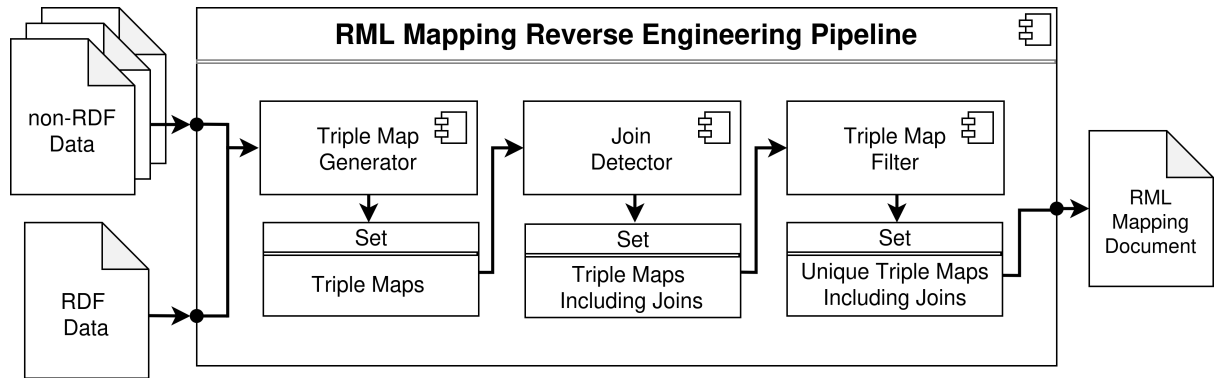 RML Mapping Reverse Engineering Pipeline
non-RDF
Data
RDF
Data
Triple Map
Generator
Set
Triple Maps
Join
Detector
Set
Triple Maps
Including Joins
Triple Map
Filter
Set
Unique Triple Maps
Including Joins
RML
Mapping
Document